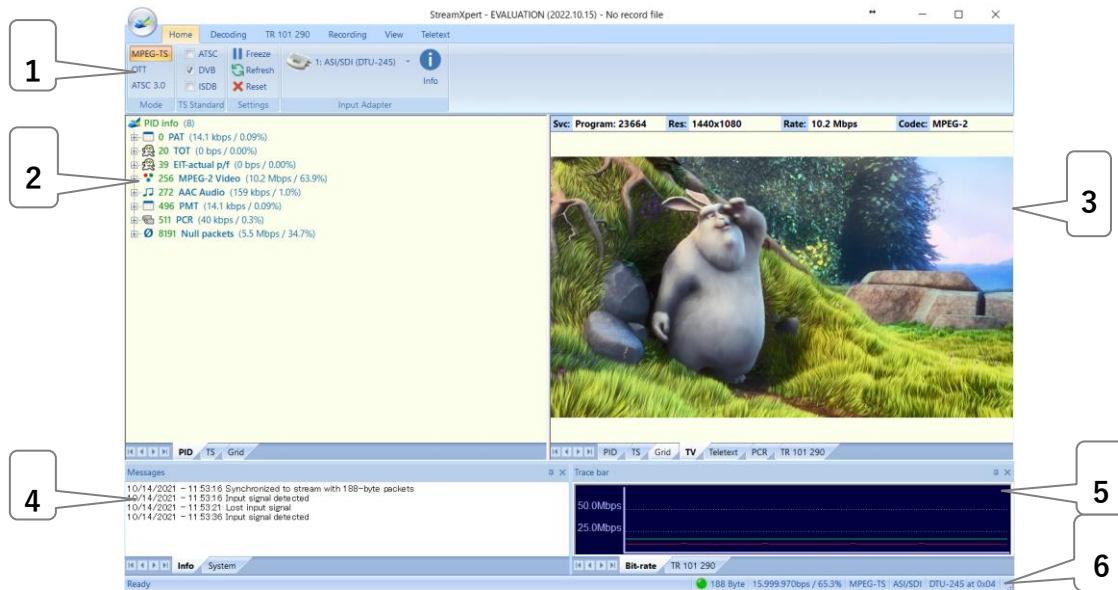 StreamXpert - EVALUATION (2022.10.15) - No record file
Home Decoding TR 101 290 Recording View Teletext
MPEG-TS
OTT
ATSC 3.0
Mode
ATSC
DVB
ISDB
TS Standard
Freeze
Refresh
Reset
Settings
1: ASI/SDI (DTU-245)
Info
Input Adapter
1
2
3
4
5
6
PID info (8)
0 PAT (14.1 kbps / 0.09%)
20 TOT (0 bps / 0.00%)
39 EIT-actual p/f (0 bps / 0.00%)
256 MPEG-2 Video (10.2 Mbps / 63.9%)
272 AAC Audio (159 kbps / 1.0%)
496 PMT (14.1 kbps / 0.09%)
511 PCR (40 kbps / 0.3%)
8191 Null packets (5.5 Mbps / 34.7%)
PID TS Grid
Svc: Program: 23664 Res: 1440x1080 Rate: 10.2 Mbps Codec: MPEG-2
PID TS Grid TV Teletext PCR TR 101 290
Messages
10/14/2021 - 11:53:16 Synchronized to stream with 188-byte packets
10/14/2021 - 11:53:16 Input signal detected
10/14/2021 - 11:53:21 Lost input signal
10/14/2021 - 11:53:36 Input signal detected
Info System
Trace bar
50.0Mbps
25.0Mbps
Bit-rate TR 101 290
Ready
188 Byte 15.999.970bps / 65.3% MPEG-TS ASI/SDI DTU-245 at 0x04